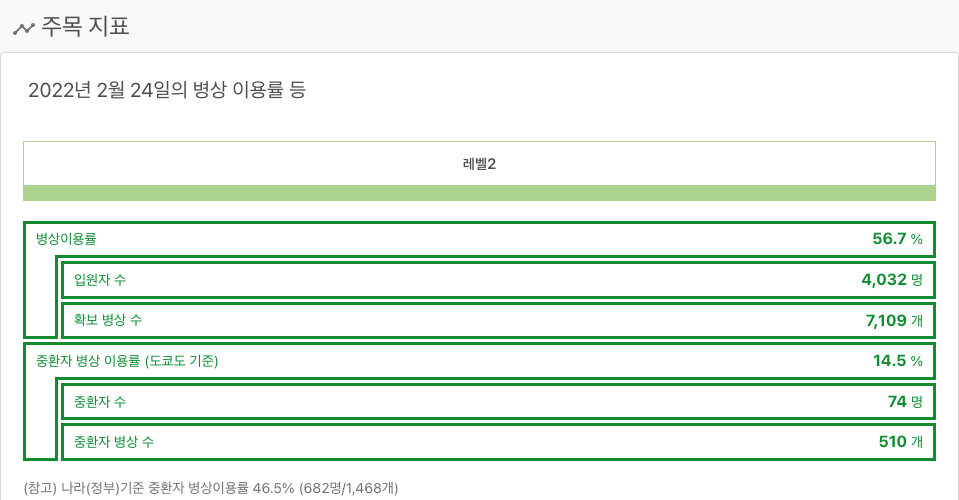 주목 지표
2022년 2월 24일의 병상 이용률 등
레벨2
병상이용률 56.7 %
입원자 수 4,032 명
확보 병상 수 7,109 개
중환자 병상 이용률 (도쿄도 기준) 14.5 %
중환자 수 74 명
중환자 병상 수 510 개
(참고) 나라(정부)기준 중환자 병상이용률 46.5% (682명/1,468개)